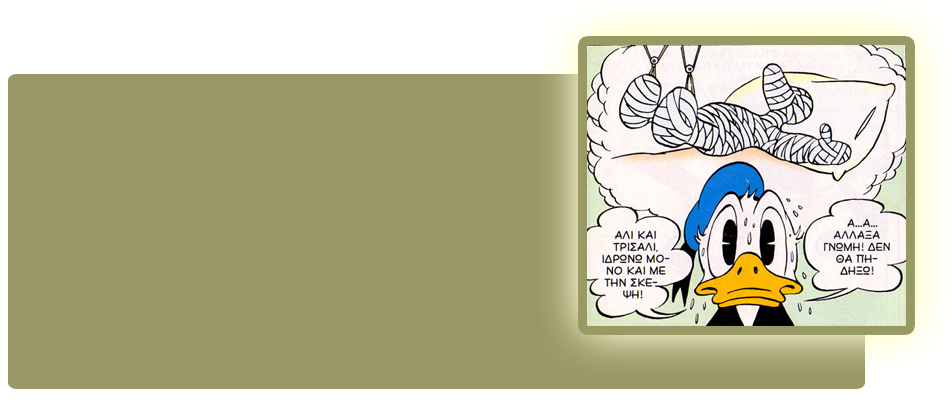 ΑΛΙ ΚΑΙ
ΤΡΙΣΑΛΙ,
ΙΔΡΩΝΩ ΜΟ-
ΝΟ ΚΑΙ ΜΕ
ΤΗΝ ΣΚΕ-
ΨΗ!
Α...Α...
ΑΛΛΑΞΑ
ΓΝΩΜΗ! ΔΕΝ
ΘΑ ΠΗ-
ΔΗΞΩ!